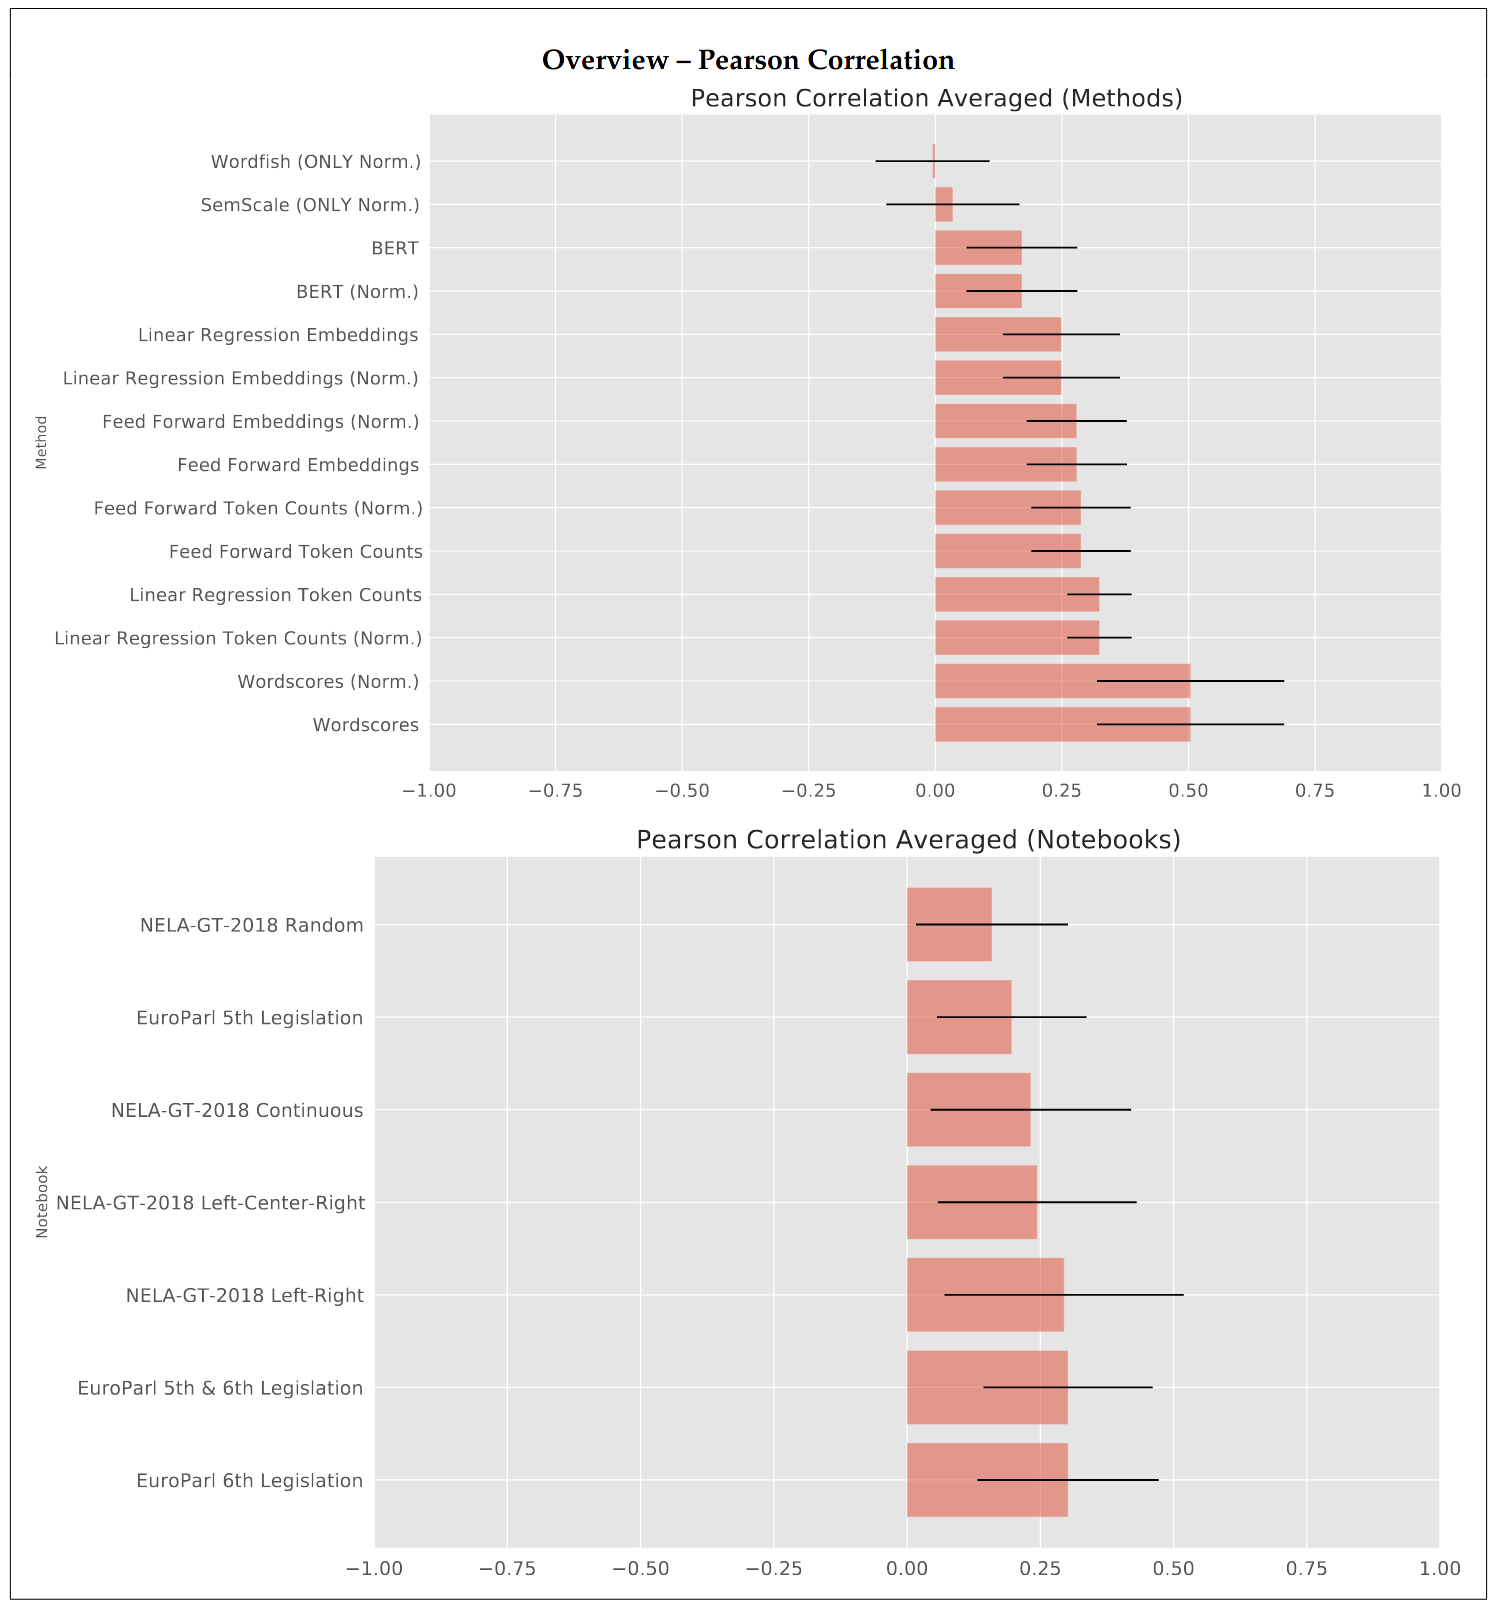 Overview – Pearson Correlation
Pearson Correlation Averaged (Methods)
Method
Wordfish (ONLY Norm.)
SemScale (ONLY Norm.)
BERT
BERT (Norm.)
Linear Regression Embeddings
Linear Regression Embeddings (Norm.)
Feed Forward Embeddings (Norm.)
Feed Forward Embeddings
Feed Forward Token Counts (Norm.)
Feed Forward Token Counts
Linear Regression Token Counts
Linear Regression Token Counts (Norm.)
Wordscores (Norm.)
Wordscores
−1.00 −0.75 −0.50 −0.25 0.00 0.25 0.50 0.75 1.00
Pearson Correlation Averaged (Notebooks)
Notebook
NELA-GT-2018 Random
EuroParl 5th Legislation
NELA-GT-2018 Continuous
NELA-GT-2018 Left-Center-Right
NELA-GT-2018 Left-Right
EuroParl 5th & 6th Legislation
EuroParl 6th Legislation
−1.00 −0.75 −0.50 −0.25 0.00 0.25 0.50 0.75 1.00